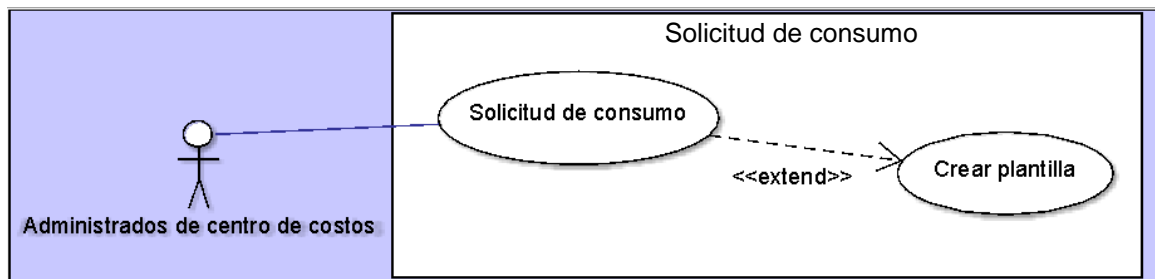 Solicitud de consumo
Solicitud de consumo
<<extend>>
Crear plantilla
Administrados de centro de costos